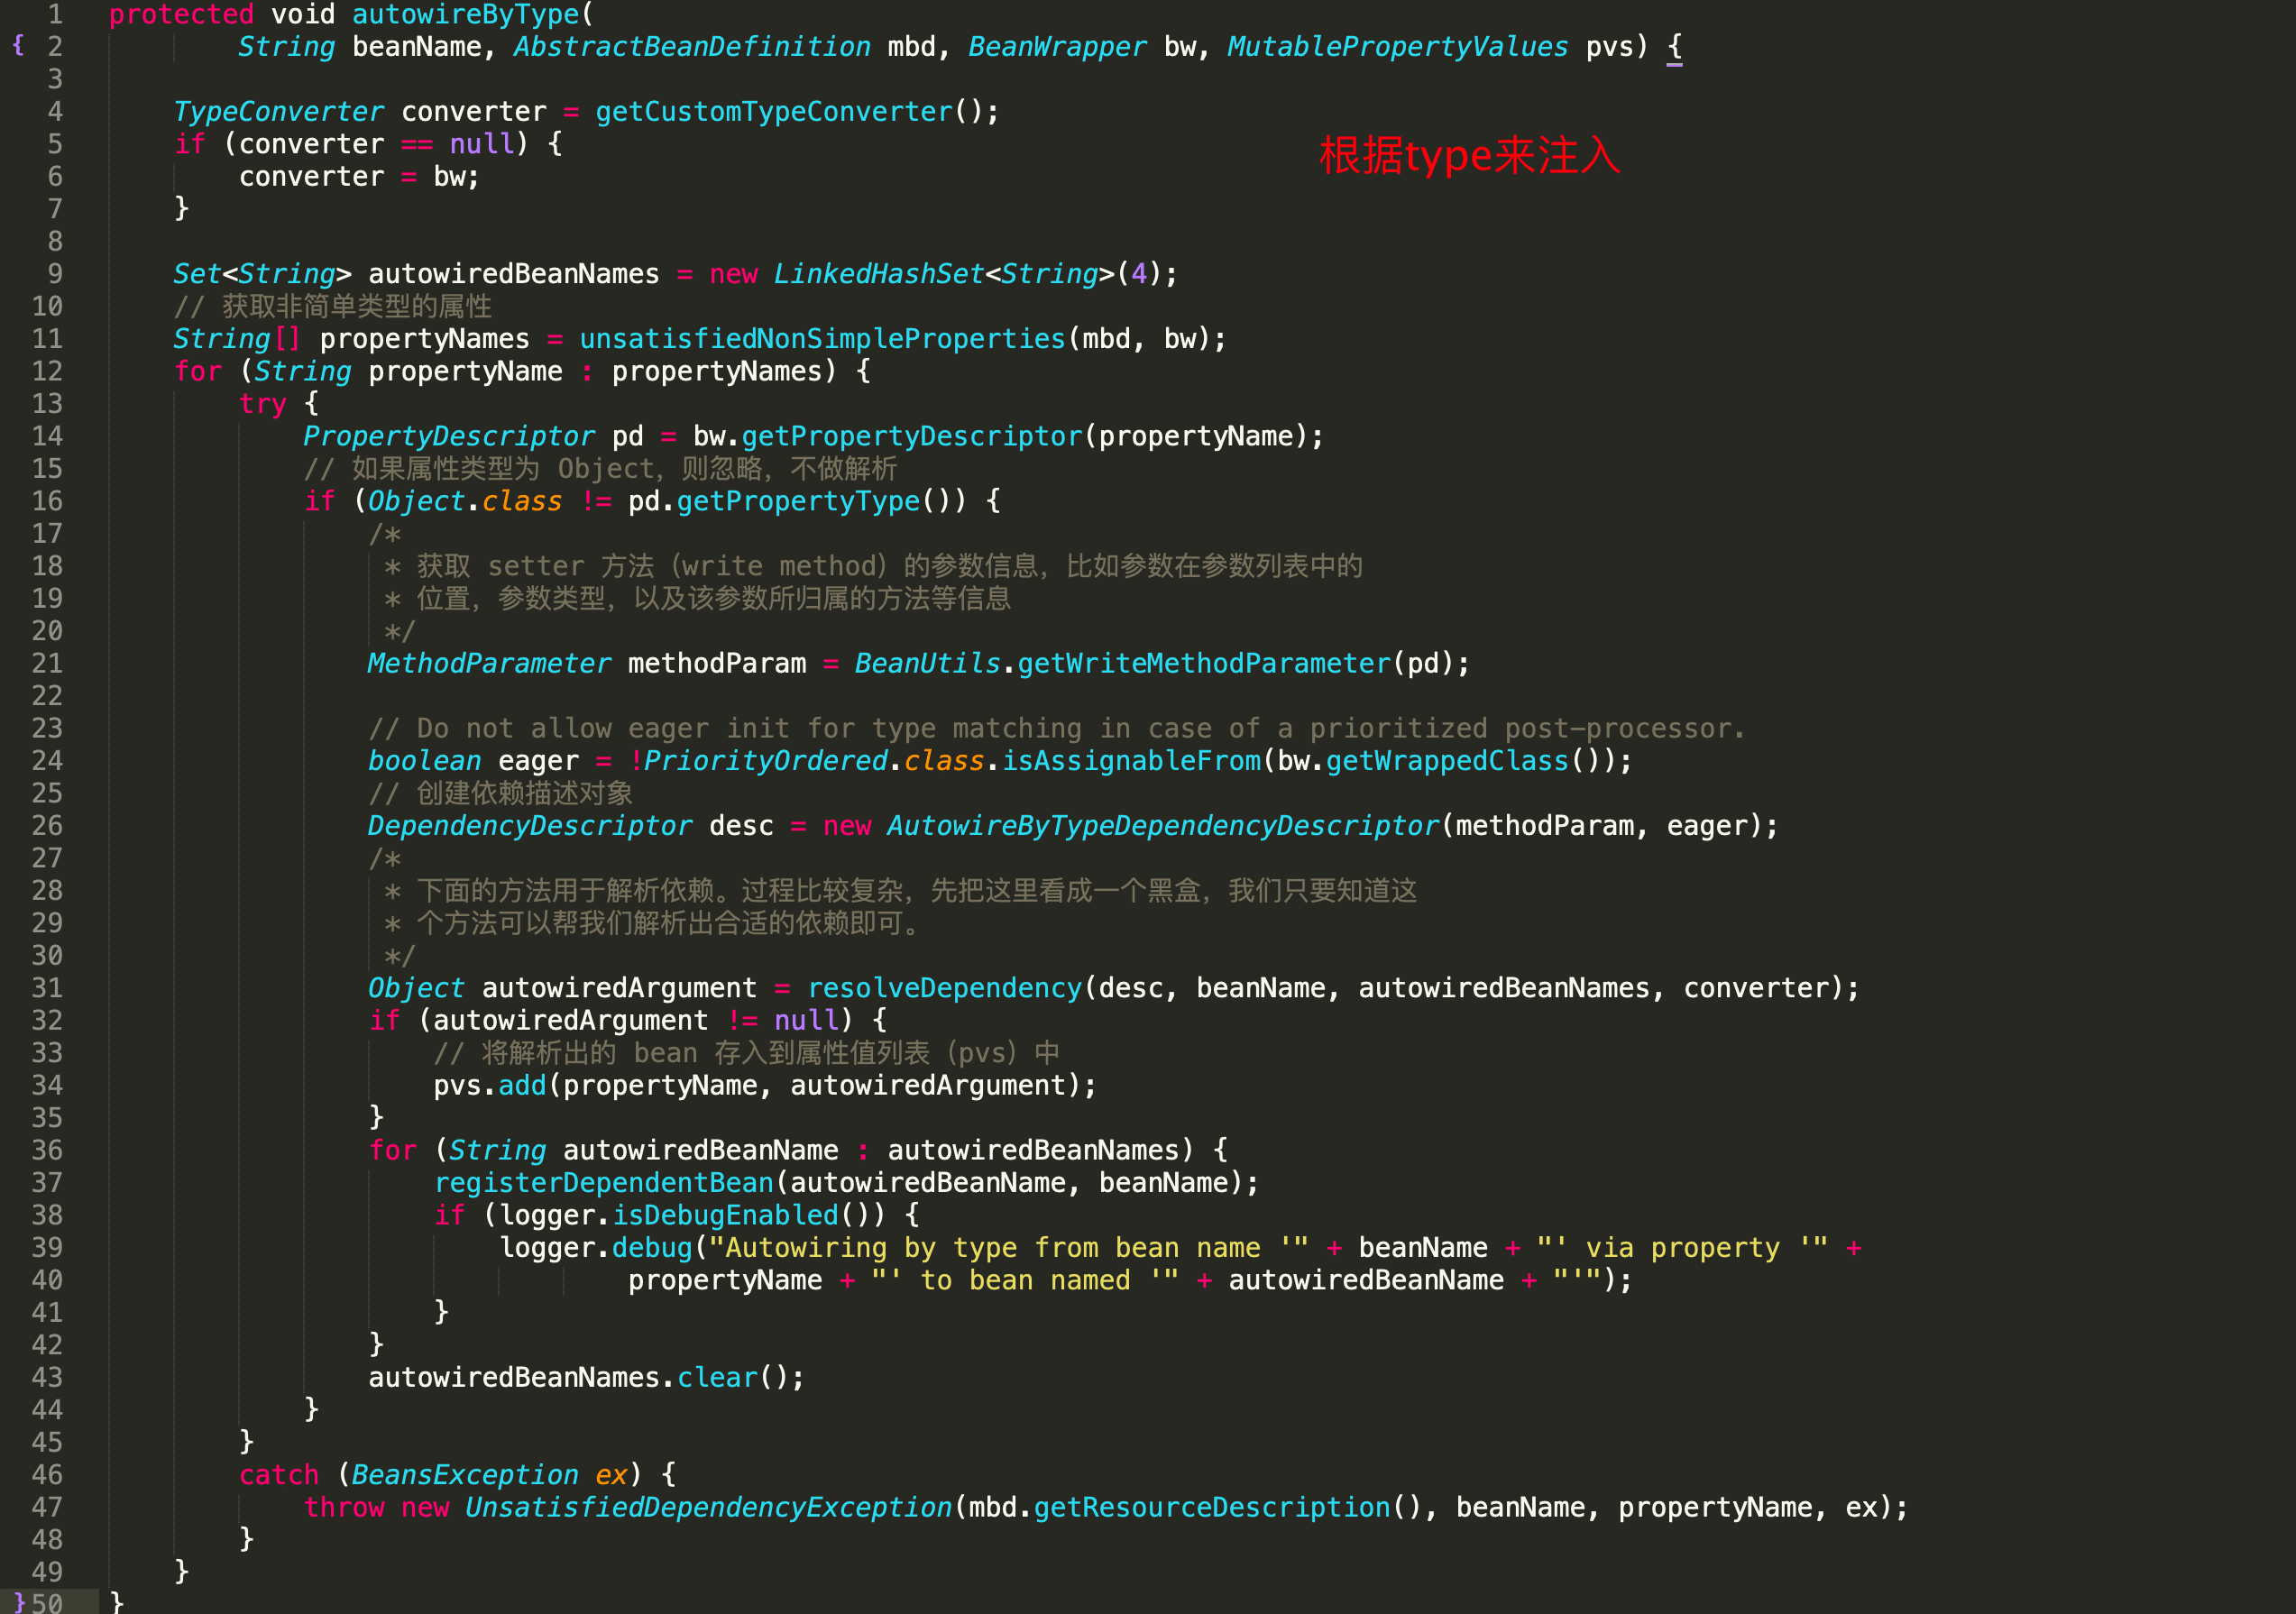 1 protected void autowireByType(
{ 2 String beanName, AbstractBeanDefinition mbd, BeanWrapper bw, MutablePropertyValues pvs) {
3
4 TypeConverter converter = getCustomTypeConverter();
5 if (converter == null) {
根据type来注入
6 converter = bw;
7 }
8
9 Set<String> autowiredBeanNames = new LinkedHashSet<String>(4);
10 // 获取非简单类型的属性
11 String[] propertyNames = unsatisfiedNonSimpleProperties(mbd, bw);
12 for (String propertyName : propertyNames) {
13 try {
14 PropertyDescriptor pd = bw.getPropertyDescriptor(propertyName);
15 // 如果属性类型为 Object，则忽略，不做解析
16 if (Object.class != pd.getPropertyType()) {
17 /*
18 * 获取 setter 方法（write method）的参数信息，比如参数在参数列表中的
19 * 位置，参数类型，以及该参数所归属的方法等信息
20 */
21 MethodParameter methodParam = BeanUtils.getWriteMethodParameter(pd);
22
23 // Do not allow eager init for type matching in case of a prioritized post-processor.
24 boolean eager = !PriorityOrdered.class.isAssignableFrom(bw.getWrappedClass());
25 // 创建依赖描述对象
26 DependencyDescriptor desc = new AutowireByTypeDependencyDescriptor(methodParam, eager);
27 /*
28 * 下面的方法用于解析依赖。过程比较复杂，先把这里看成一个黑盒，我们只要知道这
29 * 个方法可以帮我们解析出合适的依赖即可。
30 */
31 Object autowiredArgument = resolveDependency(desc, beanName, autowiredBeanNames, converter);
32 if (autowiredArgument != null) {
33 // 将解析出的 bean 存入到属性值列表（pvs）中
34 pvs.add(propertyName, autowiredArgument);
35 }
36 for (String autowiredBeanName : autowiredBeanNames) {
37 registerDependentBean(autowiredBeanName, beanName);
38 if (logger.isDebugEnabled()) {
39 logger.debug("Autowiring by type from bean name '" + beanName + "' via property '" +
40 propertyName + "' to bean named '" + autowiredBeanName + "'");
41 }
42 }
43 autowiredBeanNames.clear();
44 }
45 }
46 catch (BeansException ex) {
47 throw new UnsatisfiedDependencyException(mbd.getResourceDescription(), beanName, propertyName, ex);
48 }
49 }
} 50 }